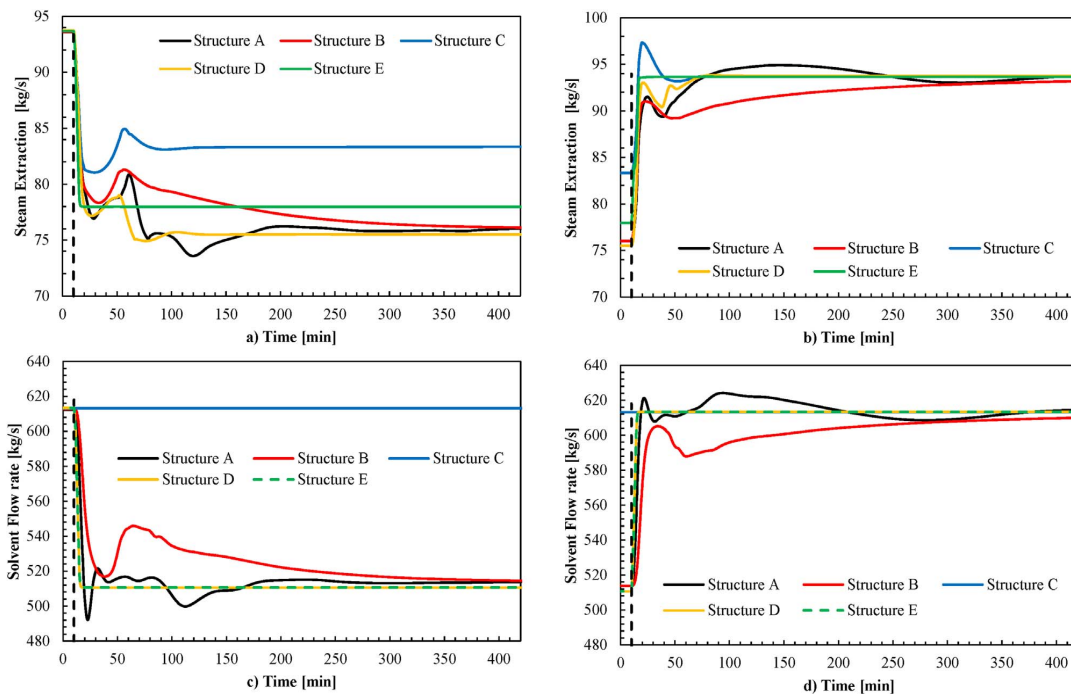 95
90
85
80
75
70
Steam Extraction [kg/s]
Structure A Structure B Structure C
Structure D Structure E
0 50 100 150 200 250 300 350 400
a) Time [min]
100
95
90
85
80
75
70
Steam Extraction [kg/s]
Structure A Structure B Structure C
Structure D Structure E
0 50 100 150 200 250 300 350 400
b) Time [min]
640
620
600
580
560
540
520
500
480
Solvent Flow rate [kg/s]
Structure A Structure B Structure C
Structure D Structure E
0 50 100 150 200 250 300 350 400
c) Time [min]
640
620
600
580
560
540
520
500
480
Solvent Flow rate [kg/s]
Structure A Structure B Structure C
Structure D Structure E
0 50 100 150 200 250 300 350 400
d) Time [min]